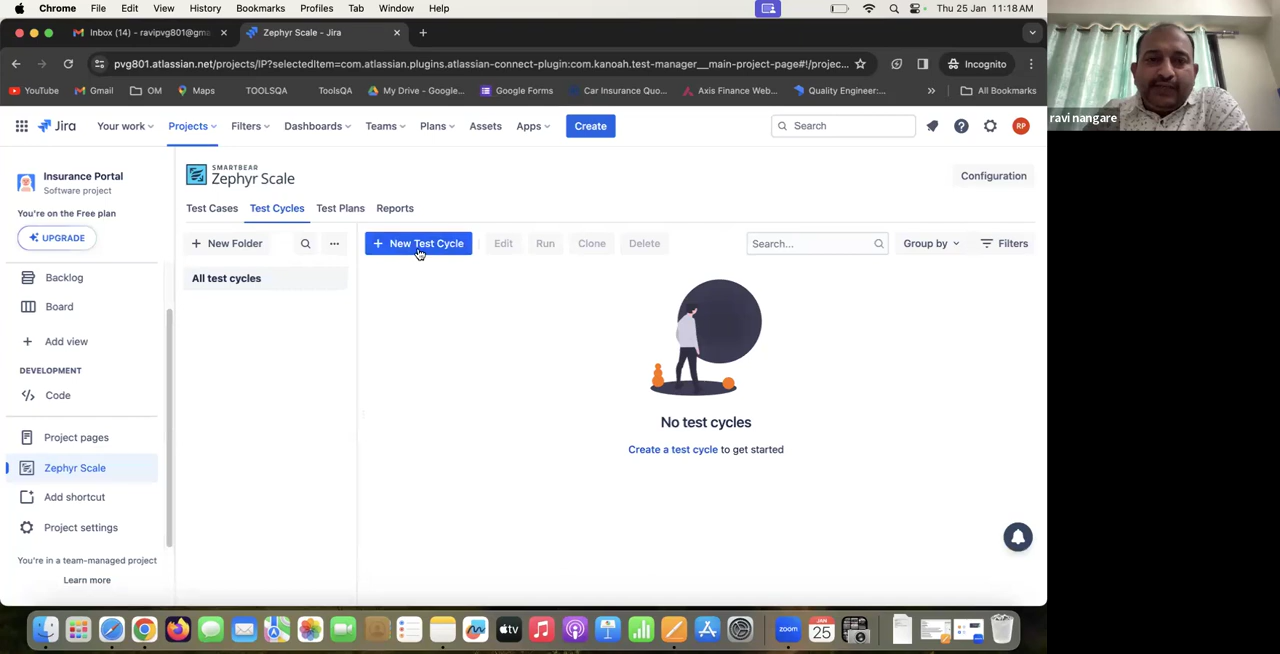 Chrome File Edit View History Bookmarks Profiles Tab Window Help
Thu 25 Jan 11:18 AM
Inbox (14) - ravipvg801@gm
Zephyr Scale - Jira
pvg801.atlassian.net/projects/IP?selectedItem=com.atlassian.plugins.atlassian-connect-plugin:com.kanoah.test-manager__main-project-page#!/projec...
Incognito
YouTube Gmail OM Maps TOOLSQA ToolsQA My Drive - Google... Google Forms Car Insurance Quo... Axis Finance Web... Quality Engineer:... » All Bookmarks
Jira Your work Projects Filters Dashboards Teams Plans Assets Apps Create Search RP
ravi nangare
Insurance Portal
Software project
You're on the Free plan
UPGRADE
Backlog
Board
+ Add view
DEVELOPMENT
Code
Project pages
Zephyr Scale
Add shortcut
Project settings
You're in a team-managed project
Learn more
SMARTBEAR
Zephyr Scale
Configuration
Test Cases Test Cycles Test Plans Reports
+ New Folder ...
+ New Test Cycle Edit Run Clone Delete Search... Group by Filters
All test cycles
No test cycles
Create a test cycle to get started
tv
zoom
JAN
25